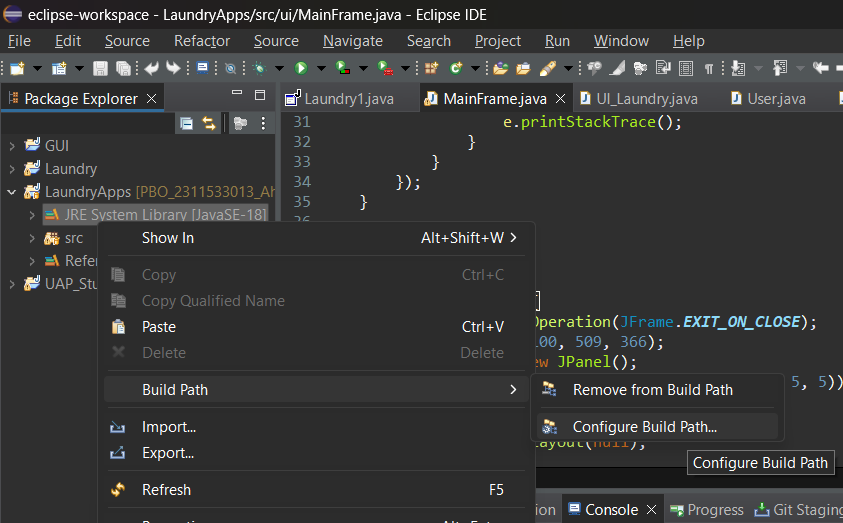 eclipse-workspace - LaundryApps/src/ui/MainFrame.java - Eclipse IDE
File Edit Source Refactor Source Navigate Search Project Run Window Help
Package Explorer
Laundry1.java MainFrame.java UI_Laundry.java User.java
GUI
Laundry
LaundryApps [PBO_2311533013_Ah
JRE System Library [JavaSE-18]
src
Refer
UAP_Stu
31 e.printStackTrace();
32 }
33 }
34 });
35 }
36
Operation(JFrame.EXIT_ON_CLOSE);
100, 509, 366);
ew JPanel();
5, 5))
ayout(null);
Show In Alt+Shift+W
Copy Ctrl+C
Copy Qualified Name
Paste Ctrl+V
Delete Delete
Build Path
Import...
Export...
Refresh F5
Remove from Build Path
Configure Build Path...
Configure Build Path
ion Console Progress Git Staging